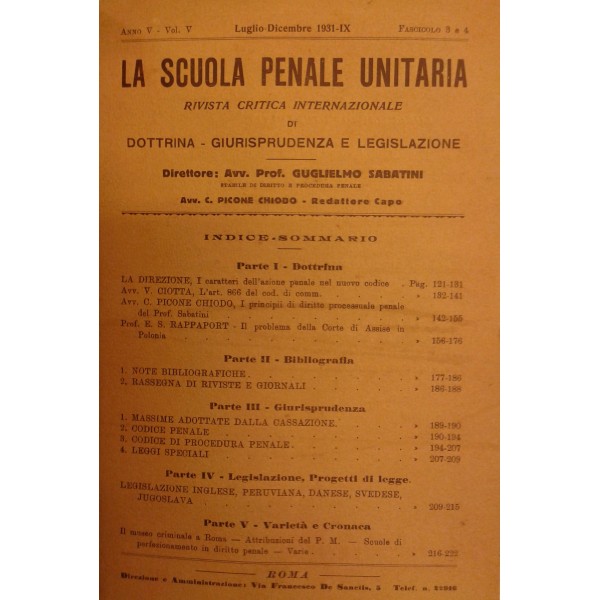 ANNO V - VOL. V Luglio-Dicembre 1931-IX FASCICOLO 3 e 4
LA SCUOLA PENALE UNITARIA
RIVISTA CRITICA INTERNAZIONALE
DI
DOTTRINA - GIURISPRUDENZA E LEGISLAZIONE
Direttore: Avv. Prof. GUGLIELMO SABATINI
STABILE DI DIRITTO E PROCEDURA PENALE
Avv. C. PICONE CHIODO - Redattore Capo
INDICE-SOMMARIO
Parte I - Dottrina
LA DIREZIONE, I caratteri dell'azione penale nel nuovo codice . Pag. 121-131
Avv. V. CIOTTA, L'art. 866 del cod. di comm. . . . . . » 132-141
Avv. C. PICONE CHIODO, I principii di diritto processuale penale
del Prof. Sabatini . . . . . . . . » 142-155
Prof. E. S. RAPPAPORT - Il problema della Corte di Assise in
Polonia . . . . . . . . . » 156-176
Parte II - Bibliografia
1. NOTE BIBLIOGRAFICHE . . . . . . . » 177-186
2. RASSEGNA DI RIVISTE E GIORNALI . . . . . » 186-188
Parte III - Giurisprudenza
1. MASSIME ADOTTATE DALLA CASSAZIONE. . . . . » 189-190
2. CODICE PENALE . . . . . . . . » 190-194
3. CODICE DI PROCEDURA PENALE . . . . . . » 194-207
4. LEGGI SPECIALI . . . . . . . . » 207-209
Parte IV - Legislazione, Progetti di legge
LEGISLAZIONE INGLESE, PERUVIANA, DANESE, SVEDESE,
JUGOSLAVA . . . . . . . . . » 209-215
Parte V - Varietà e Cronaca
Il museo criminale a Roma — Attribuzioni del P. M. — Scuole di
perfezionamento in diritto penale — Varie . . . . » 216-222
ROMA
Direzione e Amministrazione: Via Francesco De Sanctis, 5 Telef. n.